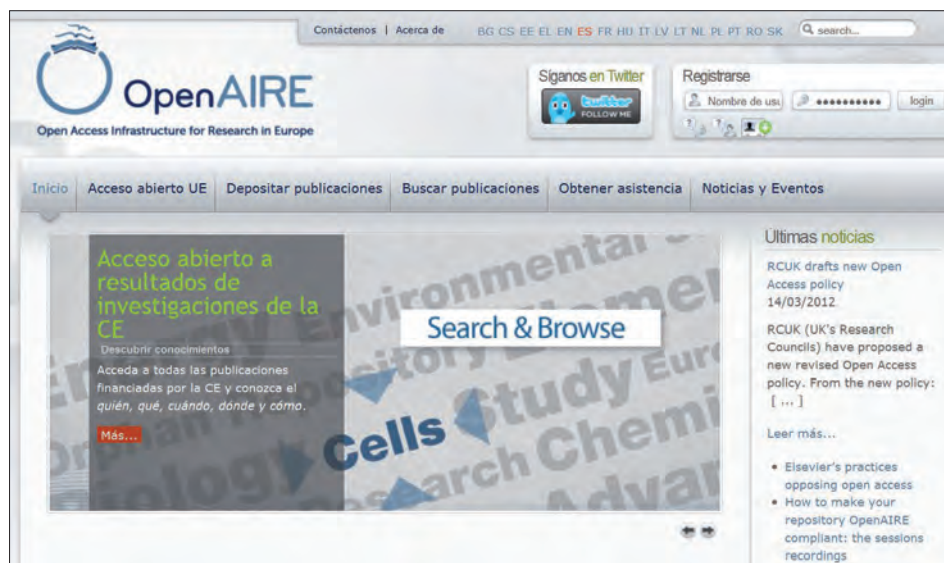 Contáctenos | Acerca de
BG CS EE EL EN ES FR HU IT LV LT NL PL PT RO SK
search...
OpenAIRE
Open Access Infrastructure for Research in Europe
Síganos en Twitter
twitter
FOLLOW ME
Registrarse
Nombre de usu
login
Inicio
Acceso abierto UE
Depositar publicaciones
Buscar publicaciones
Obtener asistencia
Noticias y Eventos
Acceso abierto a
resultados de
investigaciones de la
CE
Descubrir conocimientos
Acceda a todas las publicaciones
financiadas por la CE y conozca el
quién, qué, cuándo, dónde y cómo.
Más...
Energy Environmental
Orphan Repository
Study Euro
Cells
Research Chemi
Advan
Search & Browse
Ultimas noticias
RCUK drafts new Open
Access policy
14/03/2012
RCUK (UK's Research
Councils) have proposed a
new revised Open Access
policy. From the new policy:
[ ... ]
Leer más...
• Elsevier's practices
opposing open access
• How to make your
repository OpenAIRE
compliant: the sessions
recordings